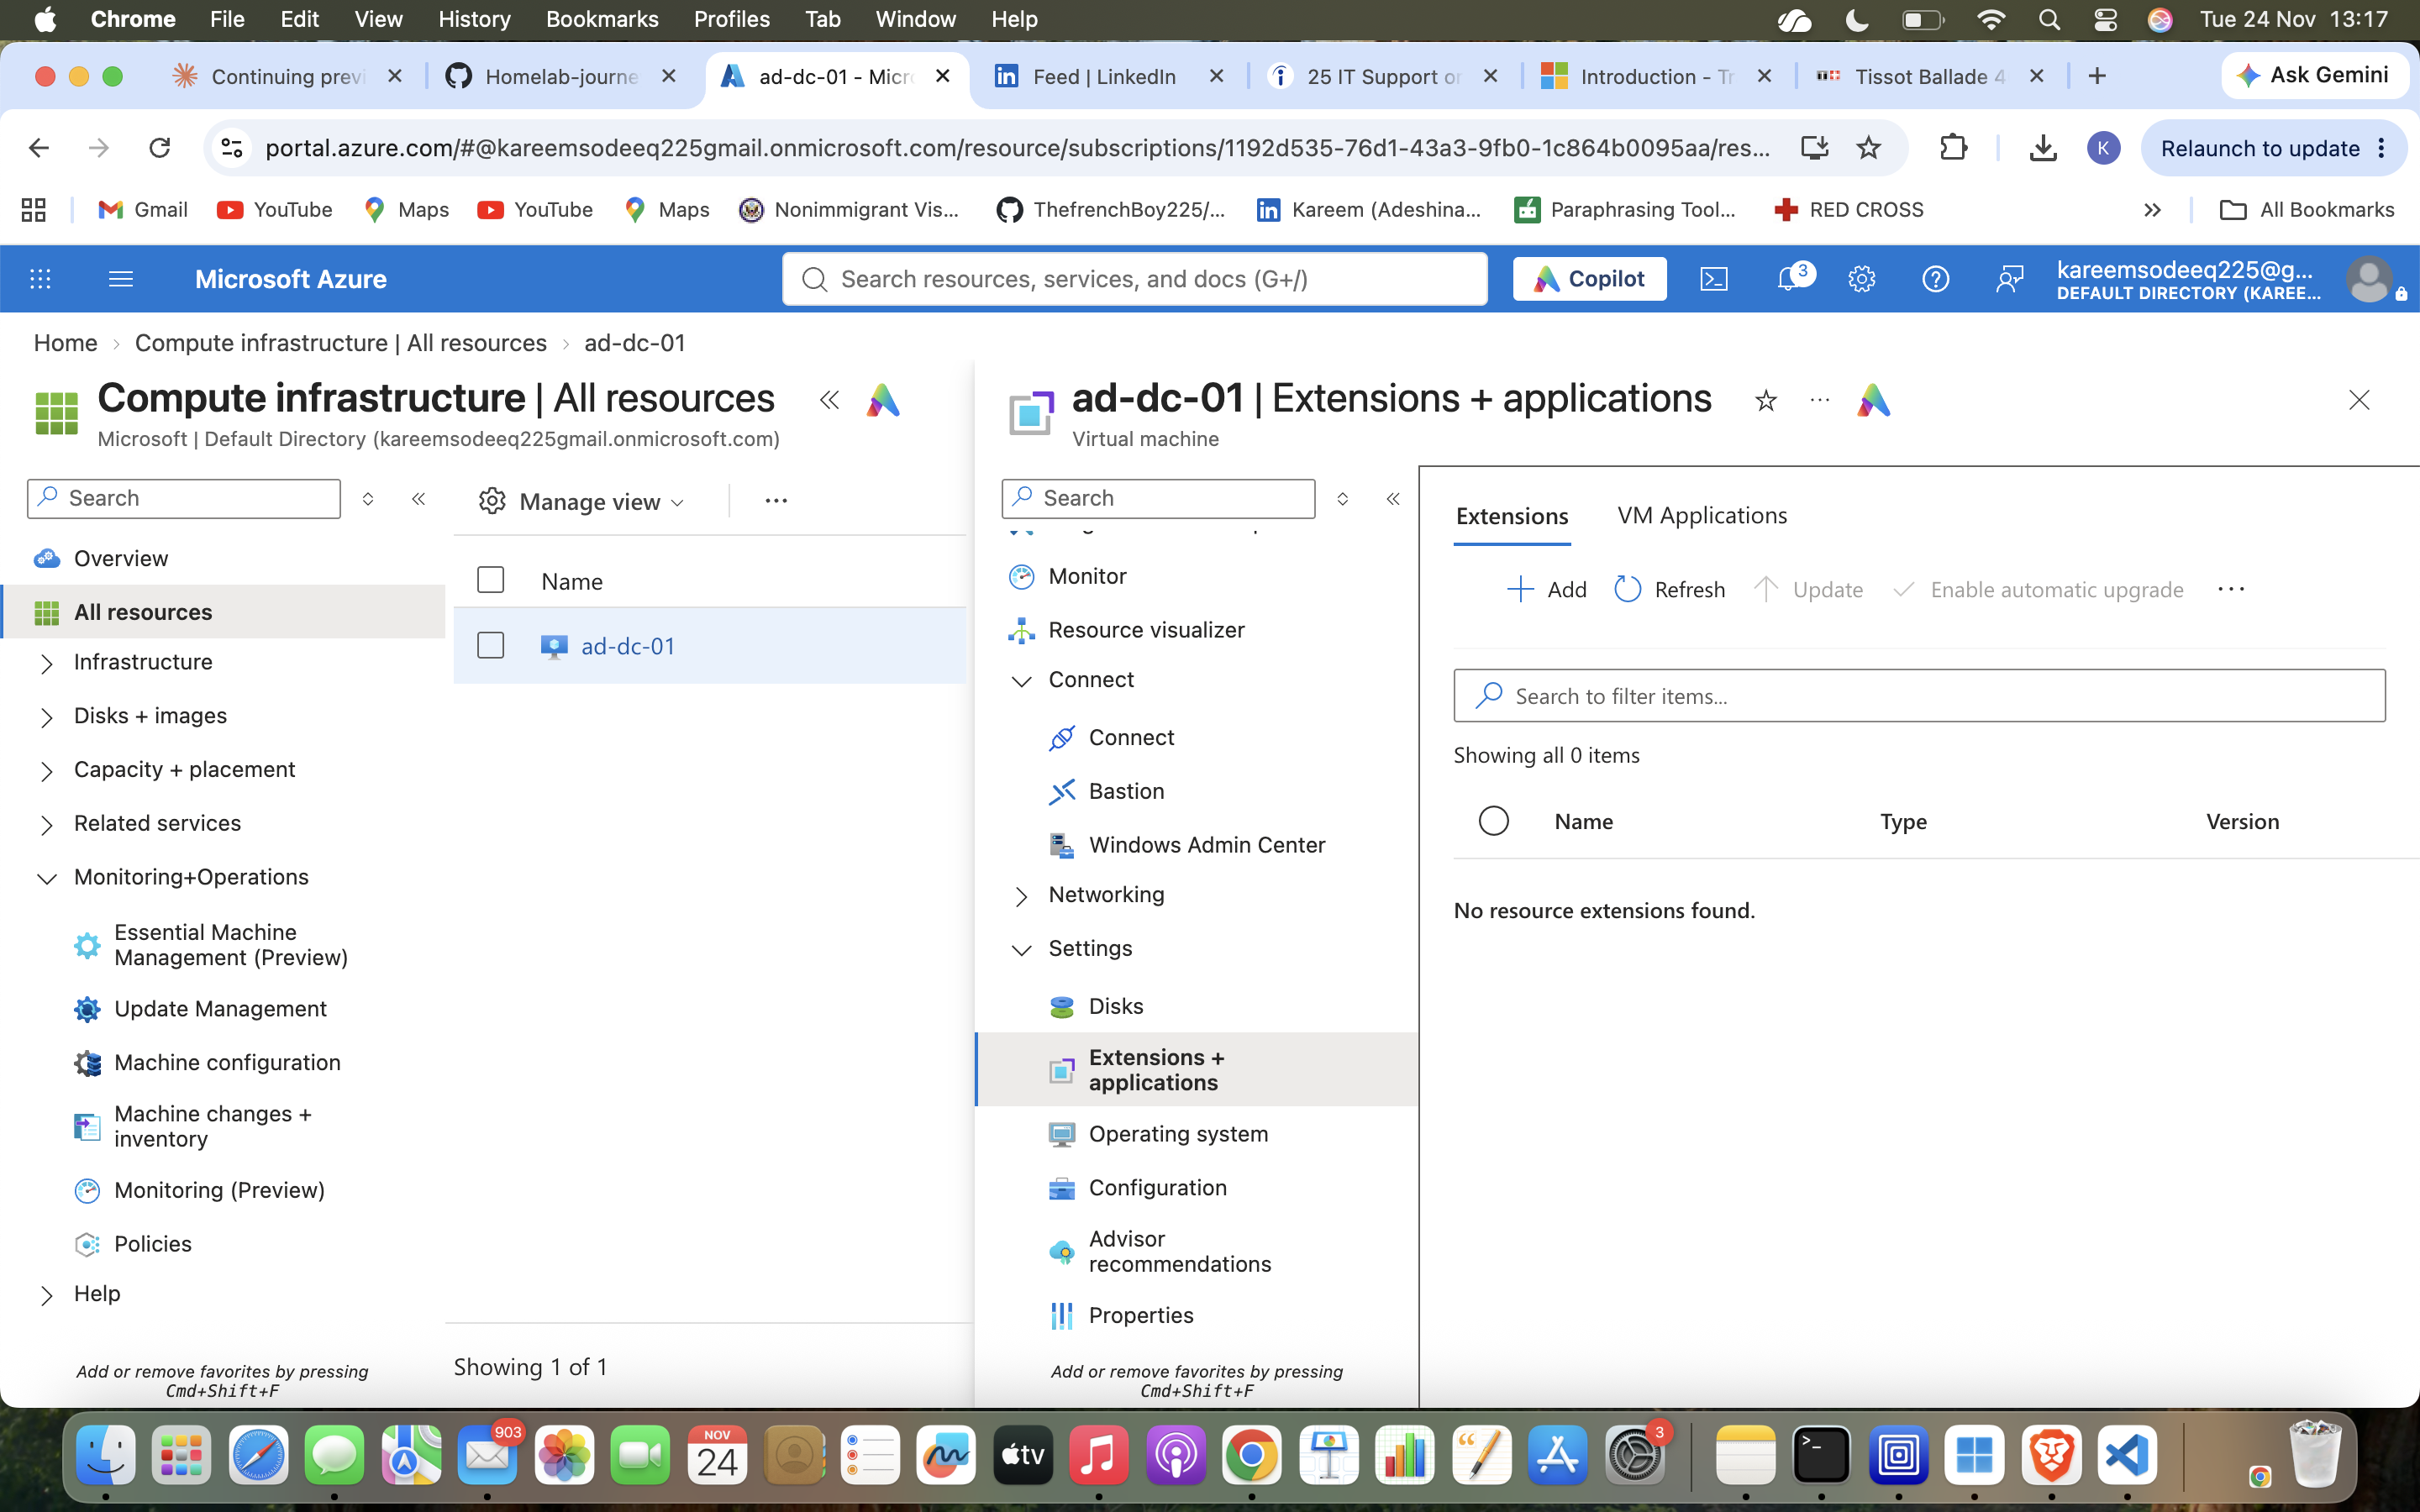 Chrome File Edit View History Bookmarks Profiles Tab Window Help Tue 24 Nov 13:17
Continuing previ Homelab-journe ad-dc-01 - Micro Feed | LinkedIn 25 IT Support or Introduction - Tr Tissot Ballade 4 Ask Gemini
portal.azure.com/#@kareemsodeeq225gmail.onmicrosoft.com/resource/subscriptions/1192d535-76d1-43a3-9fb0-1c864b0095aa/res... K Relaunch to update
Gmail YouTube Maps YouTube Maps Nonimmigrant Vis... ThefrenchBoy225/... Kareem (Adeshina... Paraphrasing Tool... RED CROSS All Bookmarks
Microsoft Azure
Search resources, services, and docs (G+/)
Copilot
3
kareemsodeeq225@g...
DEFAULT DIRECTORY (KAREE...
Home > Compute infrastructure | All resources > ad-dc-01
Compute infrastructure | All resources
Microsoft | Default Directory (kareemsodeeq225gmail.onmicrosoft.com)
Search
Overview
All resources
Infrastructure
Disks + images
Capacity + placement
Related services
Monitoring+Operations
Essential Machine
Management (Preview)
Update Management
Machine configuration
Machine changes +
inventory
Monitoring (Preview)
Policies
Help
Add or remove favorites by pressing
Cmd+Shift+F
Manage view
Name
ad-dc-01
Showing 1 of 1
ad-dc-01 | Extensions + applications
Virtual machine
Search
Monitor
Resource visualizer
Connect
Connect
Bastion
Windows Admin Center
Networking
Settings
Disks
Extensions +
applications
Operating system
Configuration
Advisor
recommendations
Properties
Add or remove favorites by pressing
Cmd+Shift+F
Extensions VM Applications
Add Refresh Update Enable automatic upgrade
Search to filter items...
Showing all 0 items
Name Type Version
No resource extensions found.
903
NOV
24
tv
3